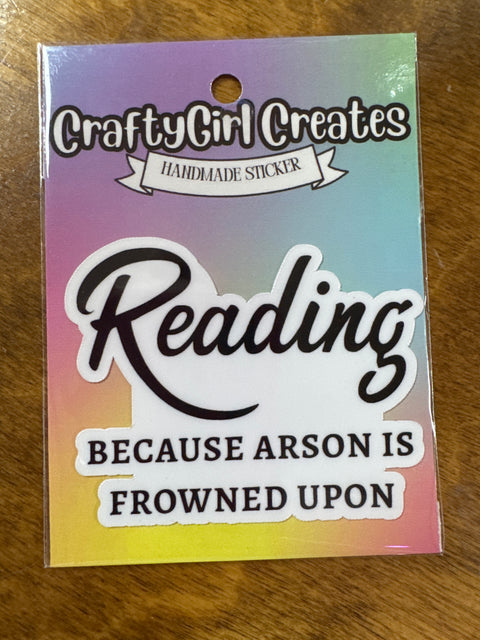 CraftyGirl Creates
HANDMADE STICKER
Reading
BECAUSE ARSON IS
FROWNED UPON